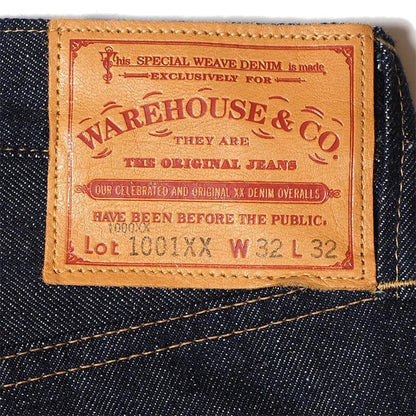 This SPECIAL WEAVE DENIM is made
EXCLUSIVELY FOR
WAREHOUSE & CO.
THEY ARE
THE ORIGINAL JEANS
OUR CELEBRATED AND ORIGINAL XX DENIM OVERALLS
HAVE BEEN BEFORE THE PUBLIC.
1000XX
Lot 1001XX W 32 L 32